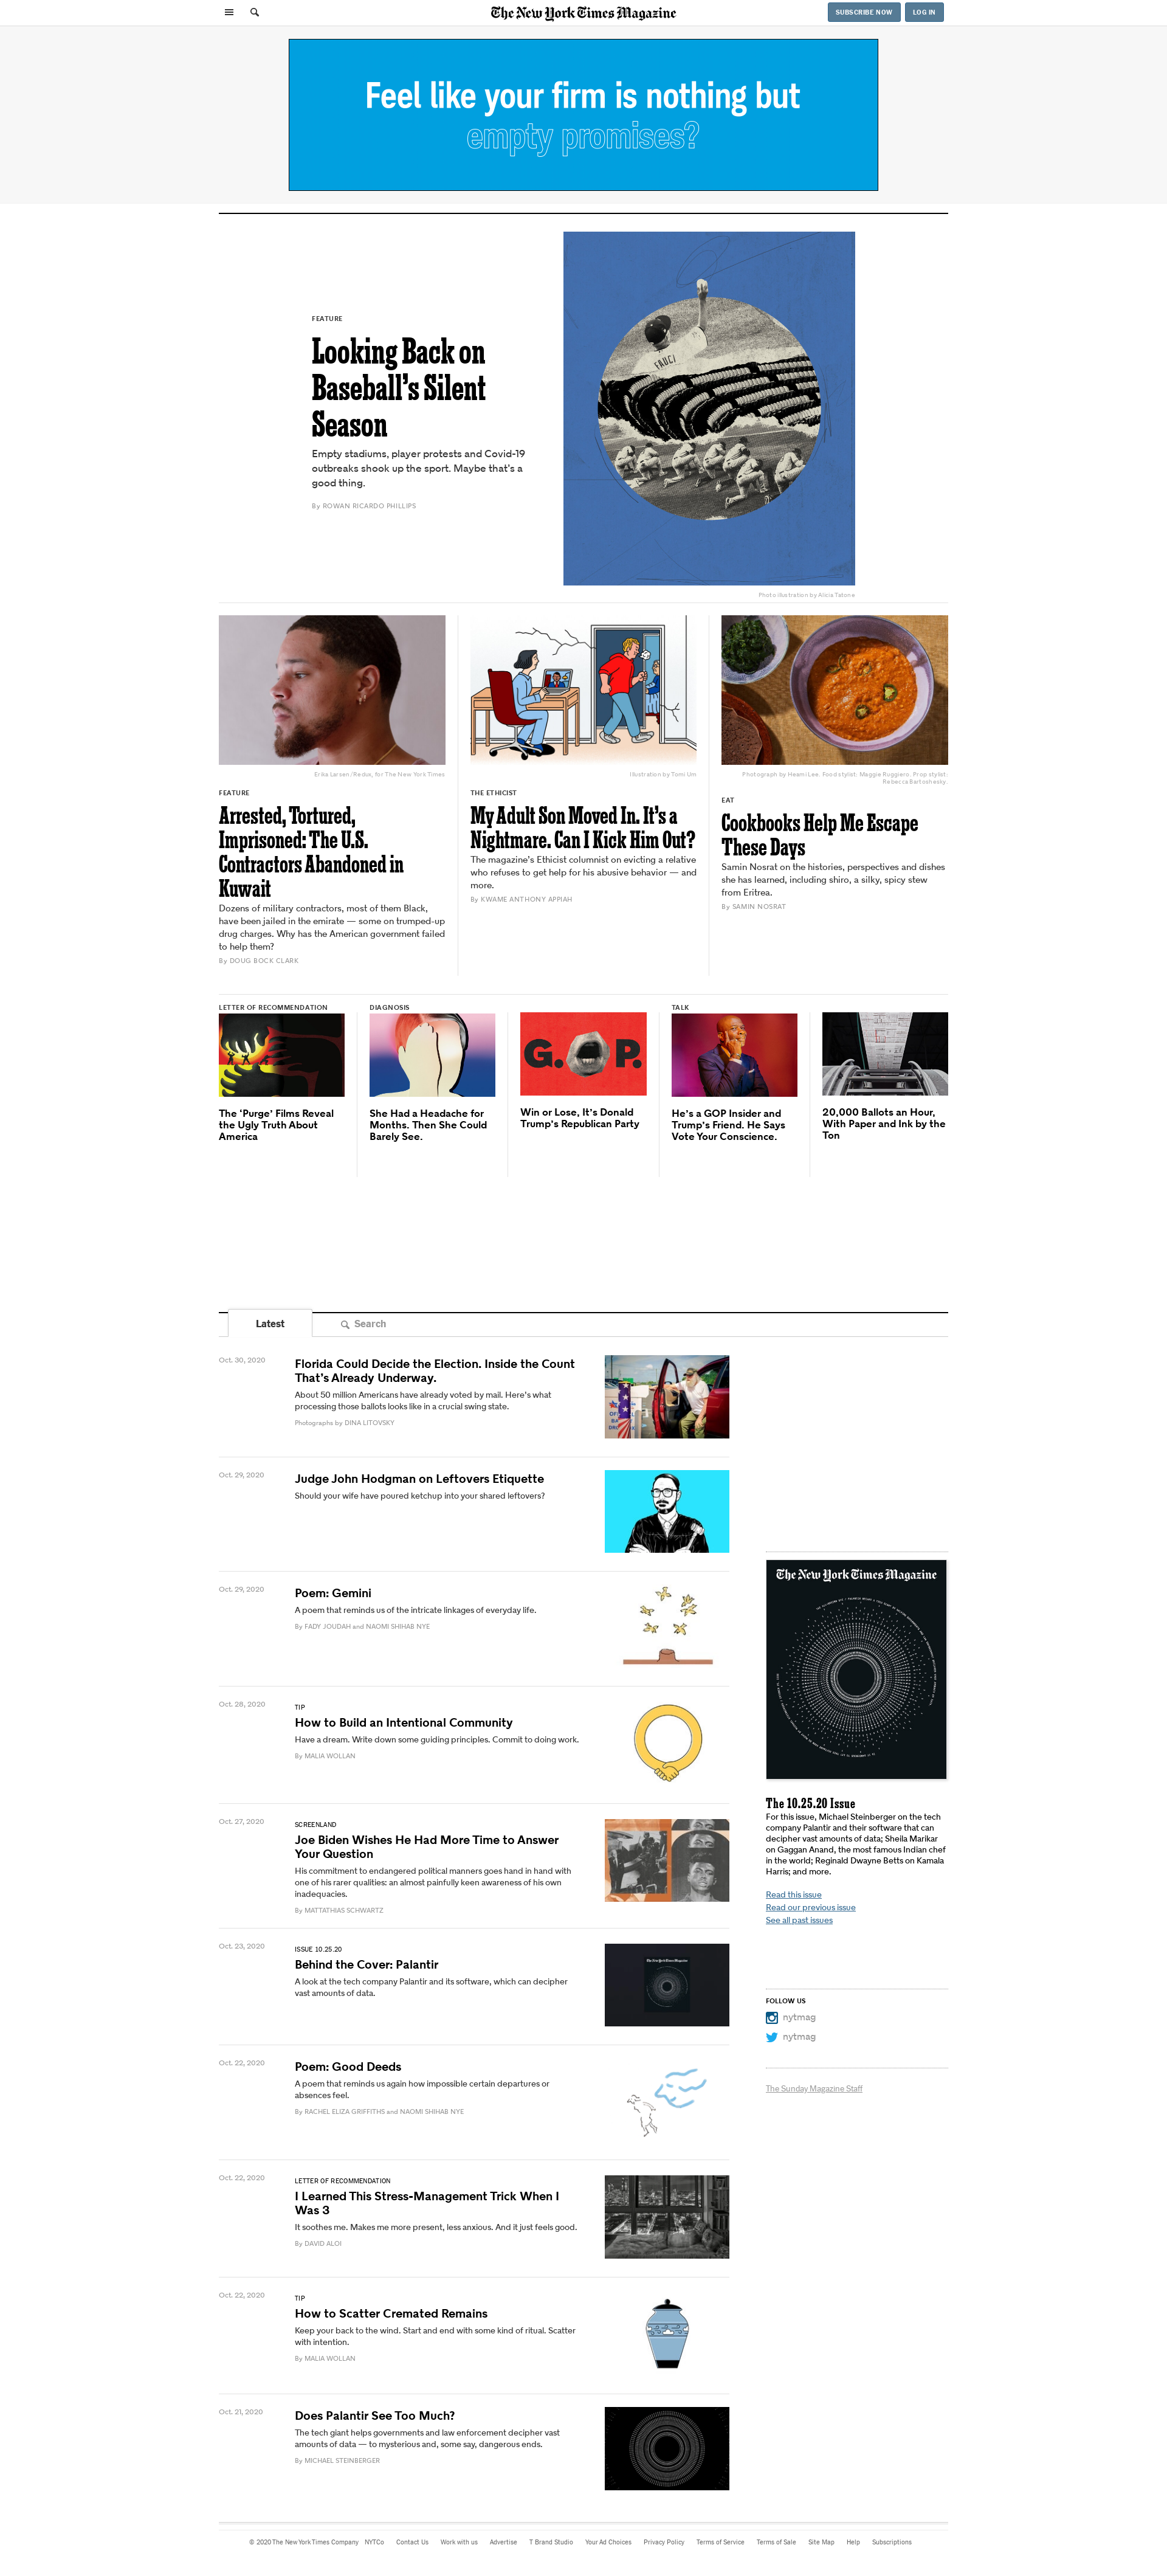 The New York Times Magazine
SUBSCRIBE NOW
LOG IN
Feel like your firm is nothing but
empty promises?
FEATURE
Looking Back on
Baseball's Silent
Season
Empty stadiums, player protests and Covid-19
outbreaks shook up the sport. Maybe that's a
good thing.
By ROWAN RICARDO PHILLIPS
FAUCI
Photo illustration by Alicia Tatone
Erika Larsen/Redux, for The New York Times
FEATURE
Arrested, Tortured,
Imprisoned: The U.S.
Contractors Abandoned in
Kuwait
Dozens of military contractors, most of them Black,
have been jailed in the emirate — some on trumped-up
drug charges. Why has the American government failed
to help them?
By DOUG BOCK CLARK
Illustration by Tomi Um
THE ETHICIST
My Adult Son Moved In. It's a
Nightmare. Can I Kick Him Out?
The magazine's Ethicist columnist on evicting a relative
who refuses to get help for his abusive behavior — and
more.
By KWAME ANTHONY APPIAH
Photograph by Heami Lee. Food stylist: Maggie Ruggiero. Prop stylist:
Rebecca Bartoshesky.
EAT
Cookbooks Help Me Escape
These Days
Samin Nosrat on the histories, perspectives and dishes
she has learned, including shiro, a silky, spicy stew
from Eritrea.
By SAMIN NOSRAT
LETTER OF RECOMMENDATION
The 'Purge' Films Reveal
the Ugly Truth About
America
DIAGNOSIS
She Had a Headache for
Months. Then She Could
Barely See.
G.O.P.
Win or Lose, It's Donald
Trump's Republican Party
TALK
He's a GOP Insider and
Trump's Friend. He Says
Vote Your Conscience.
20,000 Ballots an Hour,
With Paper and Ink by the
Ton
Latest
Search
Oct. 30, 2020
Florida Could Decide the Election. Inside the Count
That's Already Underway.
About 50 million Americans have already voted by mail. Here's what
processing those ballots looks like in a crucial swing state.
Photographs by DINA LITOVSKY
Oct. 29, 2020
Judge John Hodgman on Leftovers Etiquette
Should your wife have poured ketchup into your shared leftovers?
Oct. 29, 2020
Poem: Gemini
A poem that reminds us of the intricate linkages of everyday life.
By FADY JOUDAH and NAOMI SHIHAB NYE
Oct. 28, 2020
TIP
How to Build an Intentional Community
Have a dream. Write down some guiding principles. Commit to doing work.
By MALIA WOLLAN
Oct. 27, 2020
SCREENLAND
Joe Biden Wishes He Had More Time to Answer
Your Question
His commitment to endangered political manners goes hand in hand with
one of his rarer qualities: an almost painfully keen awareness of his own
inadequacies.
By MATTATHIAS SCHWARTZ
Oct. 23, 2020
ISSUE 10.25.20
Behind the Cover: Palantir
A look at the tech company Palantir and its software, which can decipher
vast amounts of data.
Oct. 22, 2020
Poem: Good Deeds
A poem that reminds us again how impossible certain departures or
absences feel.
By RACHEL ELIZA GRIFFITHS and NAOMI SHIHAB NYE
Oct. 22, 2020
LETTER OF RECOMMENDATION
I Learned This Stress-Management Trick When I
Was 3
It soothes me. Makes me more present, less anxious. And it just feels good.
By DAVID ALOI
Oct. 22, 2020
TIP
How to Scatter Cremated Remains
Keep your back to the wind. Start and end with some kind of ritual. Scatter
with intention.
By MALIA WOLLAN
Oct. 21, 2020
Does Palantir See Too Much?
The tech giant helps governments and law enforcement decipher vast
amounts of data — to mysterious and, some say, dangerous ends.
By MICHAEL STEINBERGER
The New York Times Magazine
The 10.25.20 Issue
For this issue, Michael Steinberger on the tech
company Palantir and their software that can
decipher vast amounts of data; Sheila Marikar
on Gaggan Anand, the most famous Indian chef
in the world; Reginald Dwayne Betts on Kamala
Harris; and more.
Read this issue
Read our previous issue
See all past issues
FOLLOW US
nytmag
nytmag
The Sunday Magazine Staff
© 2020 The New York Times Company NYTCo Contact Us Work with us Advertise T Brand Studio Your Ad Choices Privacy Policy Terms of Service Terms of Sale Site Map Help Subscriptions